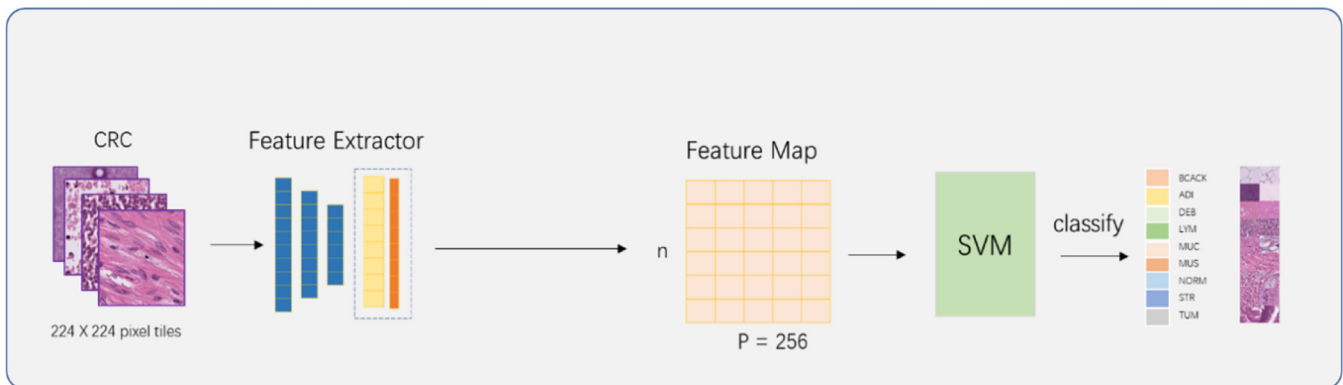 CRC
224 X 224 pixel tiles
Feature Extractor
n
Feature Map
P = 256
SVM
classify
BCACK
ADI
DEB
LYM
MUC
MUS
NORM
STR
TUM